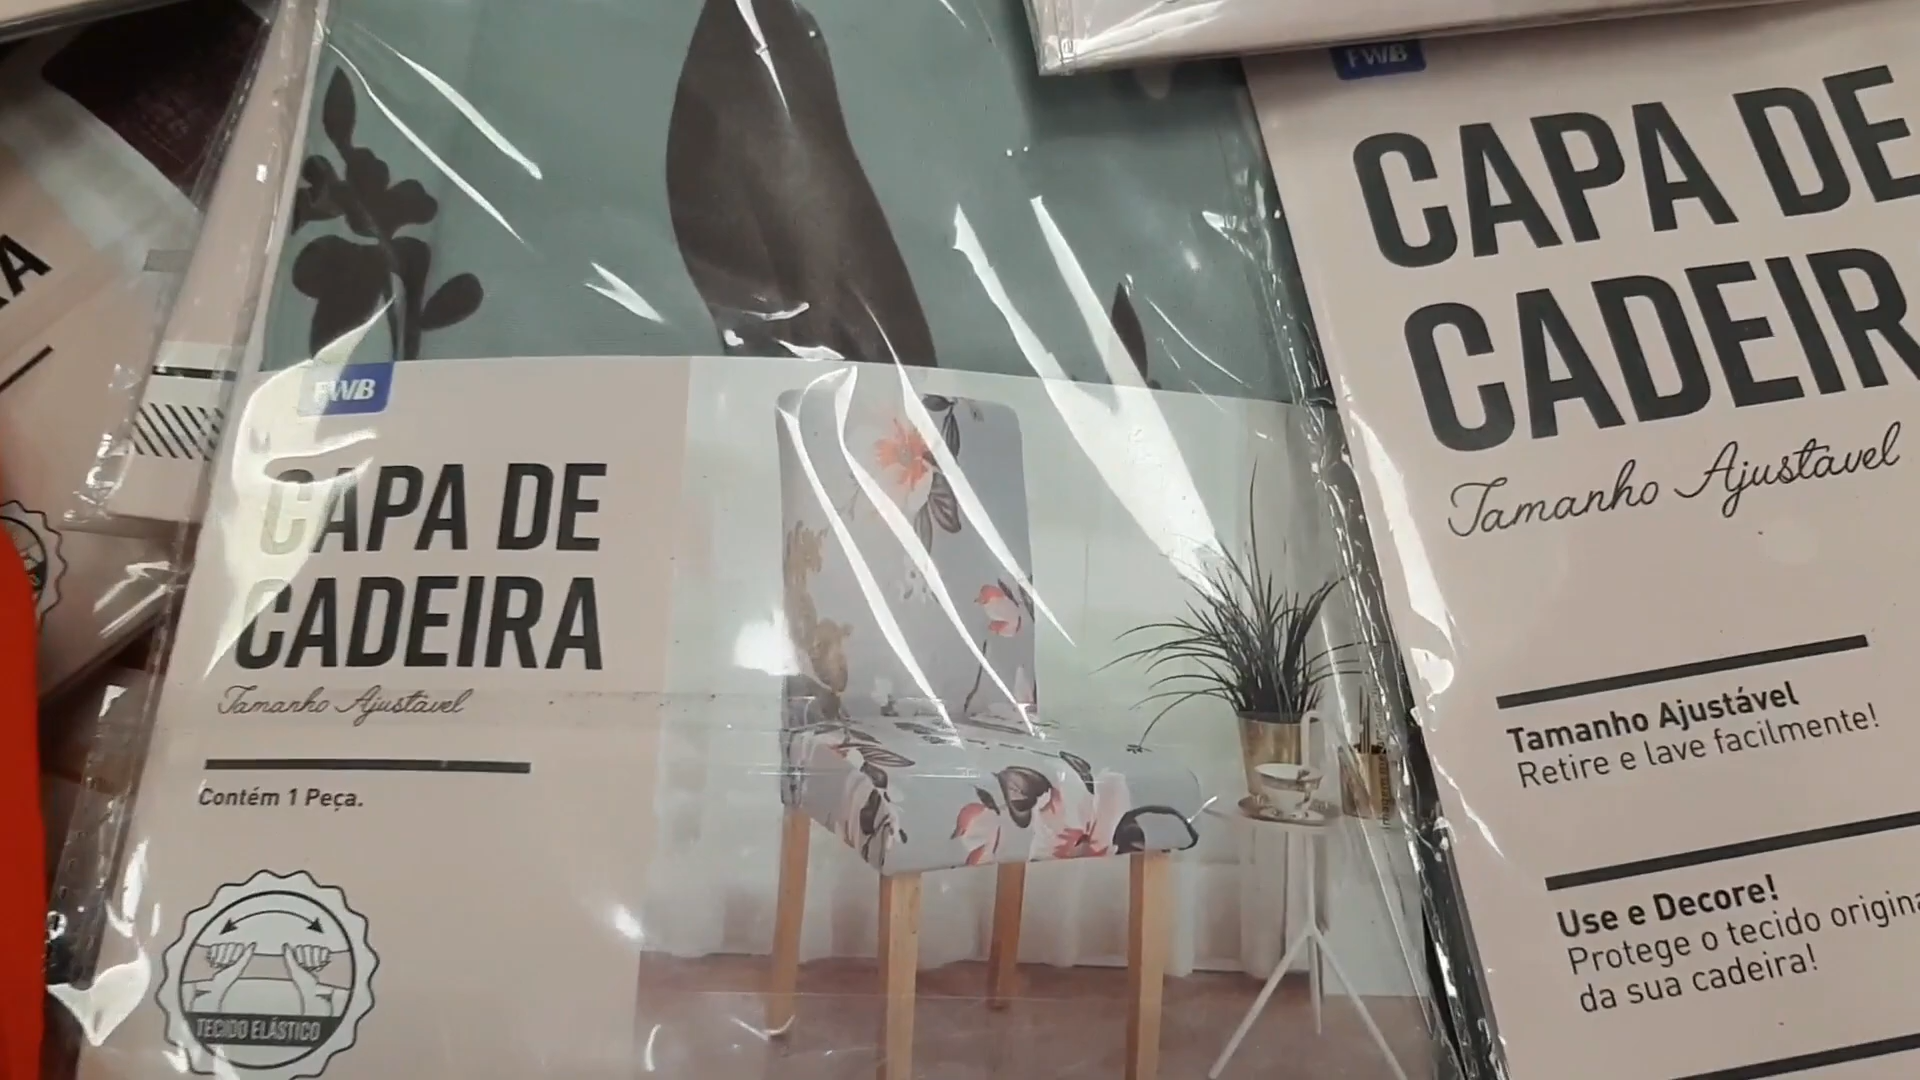 FWB
CAPA DE
CADEIRA
Tamanho Ajustável
Contém 1 Peça.
TECIDO ELÁSTICO
FWB
CAPA DE
CADEIR
Tamanho Ajustável
Tamanho Ajustável
Retire e lave facilmente!
Use e Decore!
Protege o tecido origina
da sua cadeira!
RA